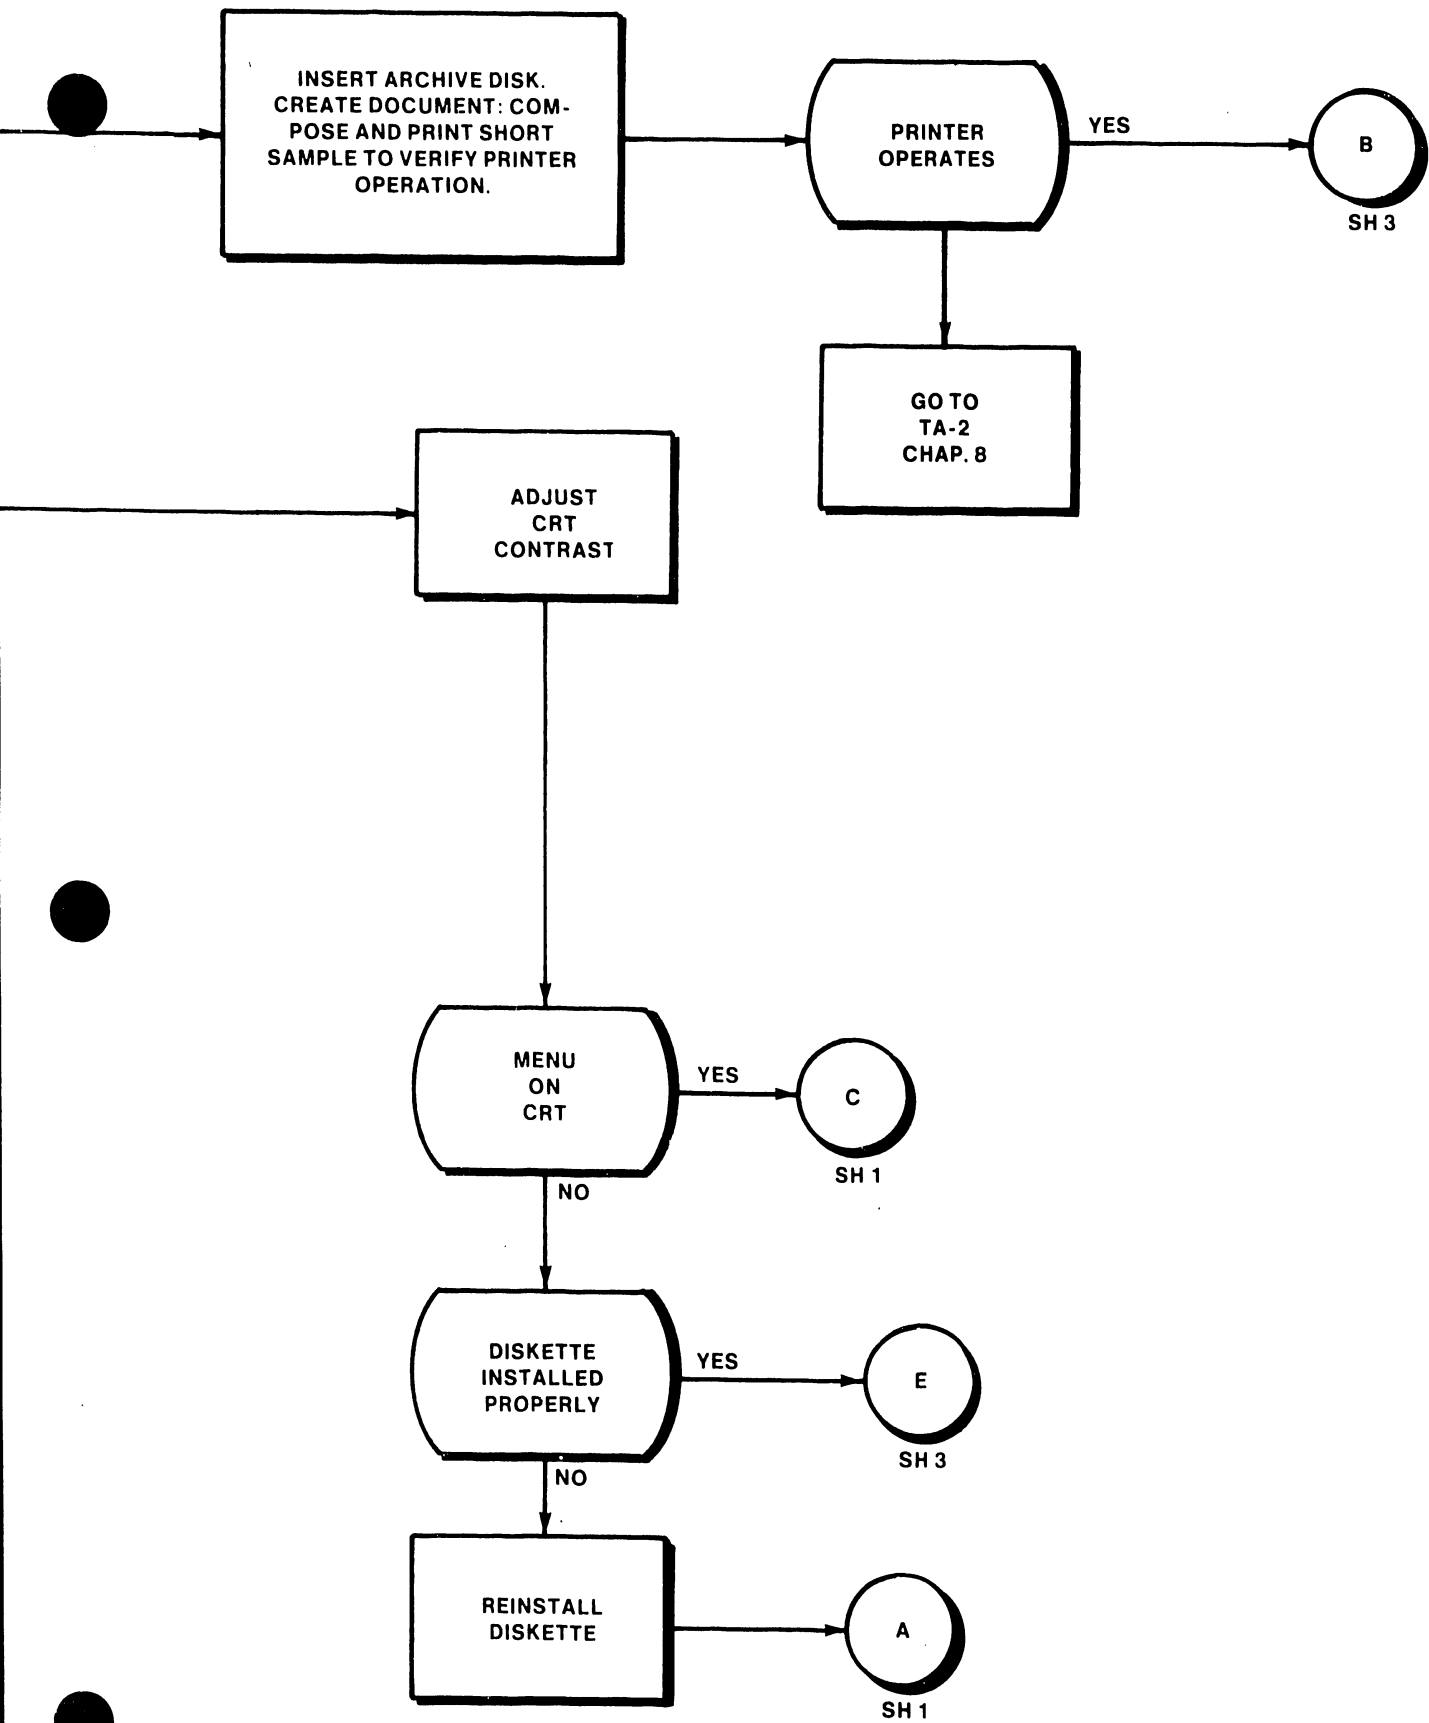 INSERT ARCHIVE DISK.
CREATE DOCUMENT: COM-
POSE AND PRINT SHORT
SAMPLE TO VERIFY PRINTER
OPERATION.
PRINTER
OPERATES
YES
B
SH 3
GO TO
TA-2
CHAP. 8
ADJUST
CRT
CONTRAST
MENU
ON
CRT
YES
C
SH 1
NO
DISKETTE
INSTALLED
PROPERLY
YES
E
SH 3
NO
REINSTALL
DISKETTE
A
SH 1